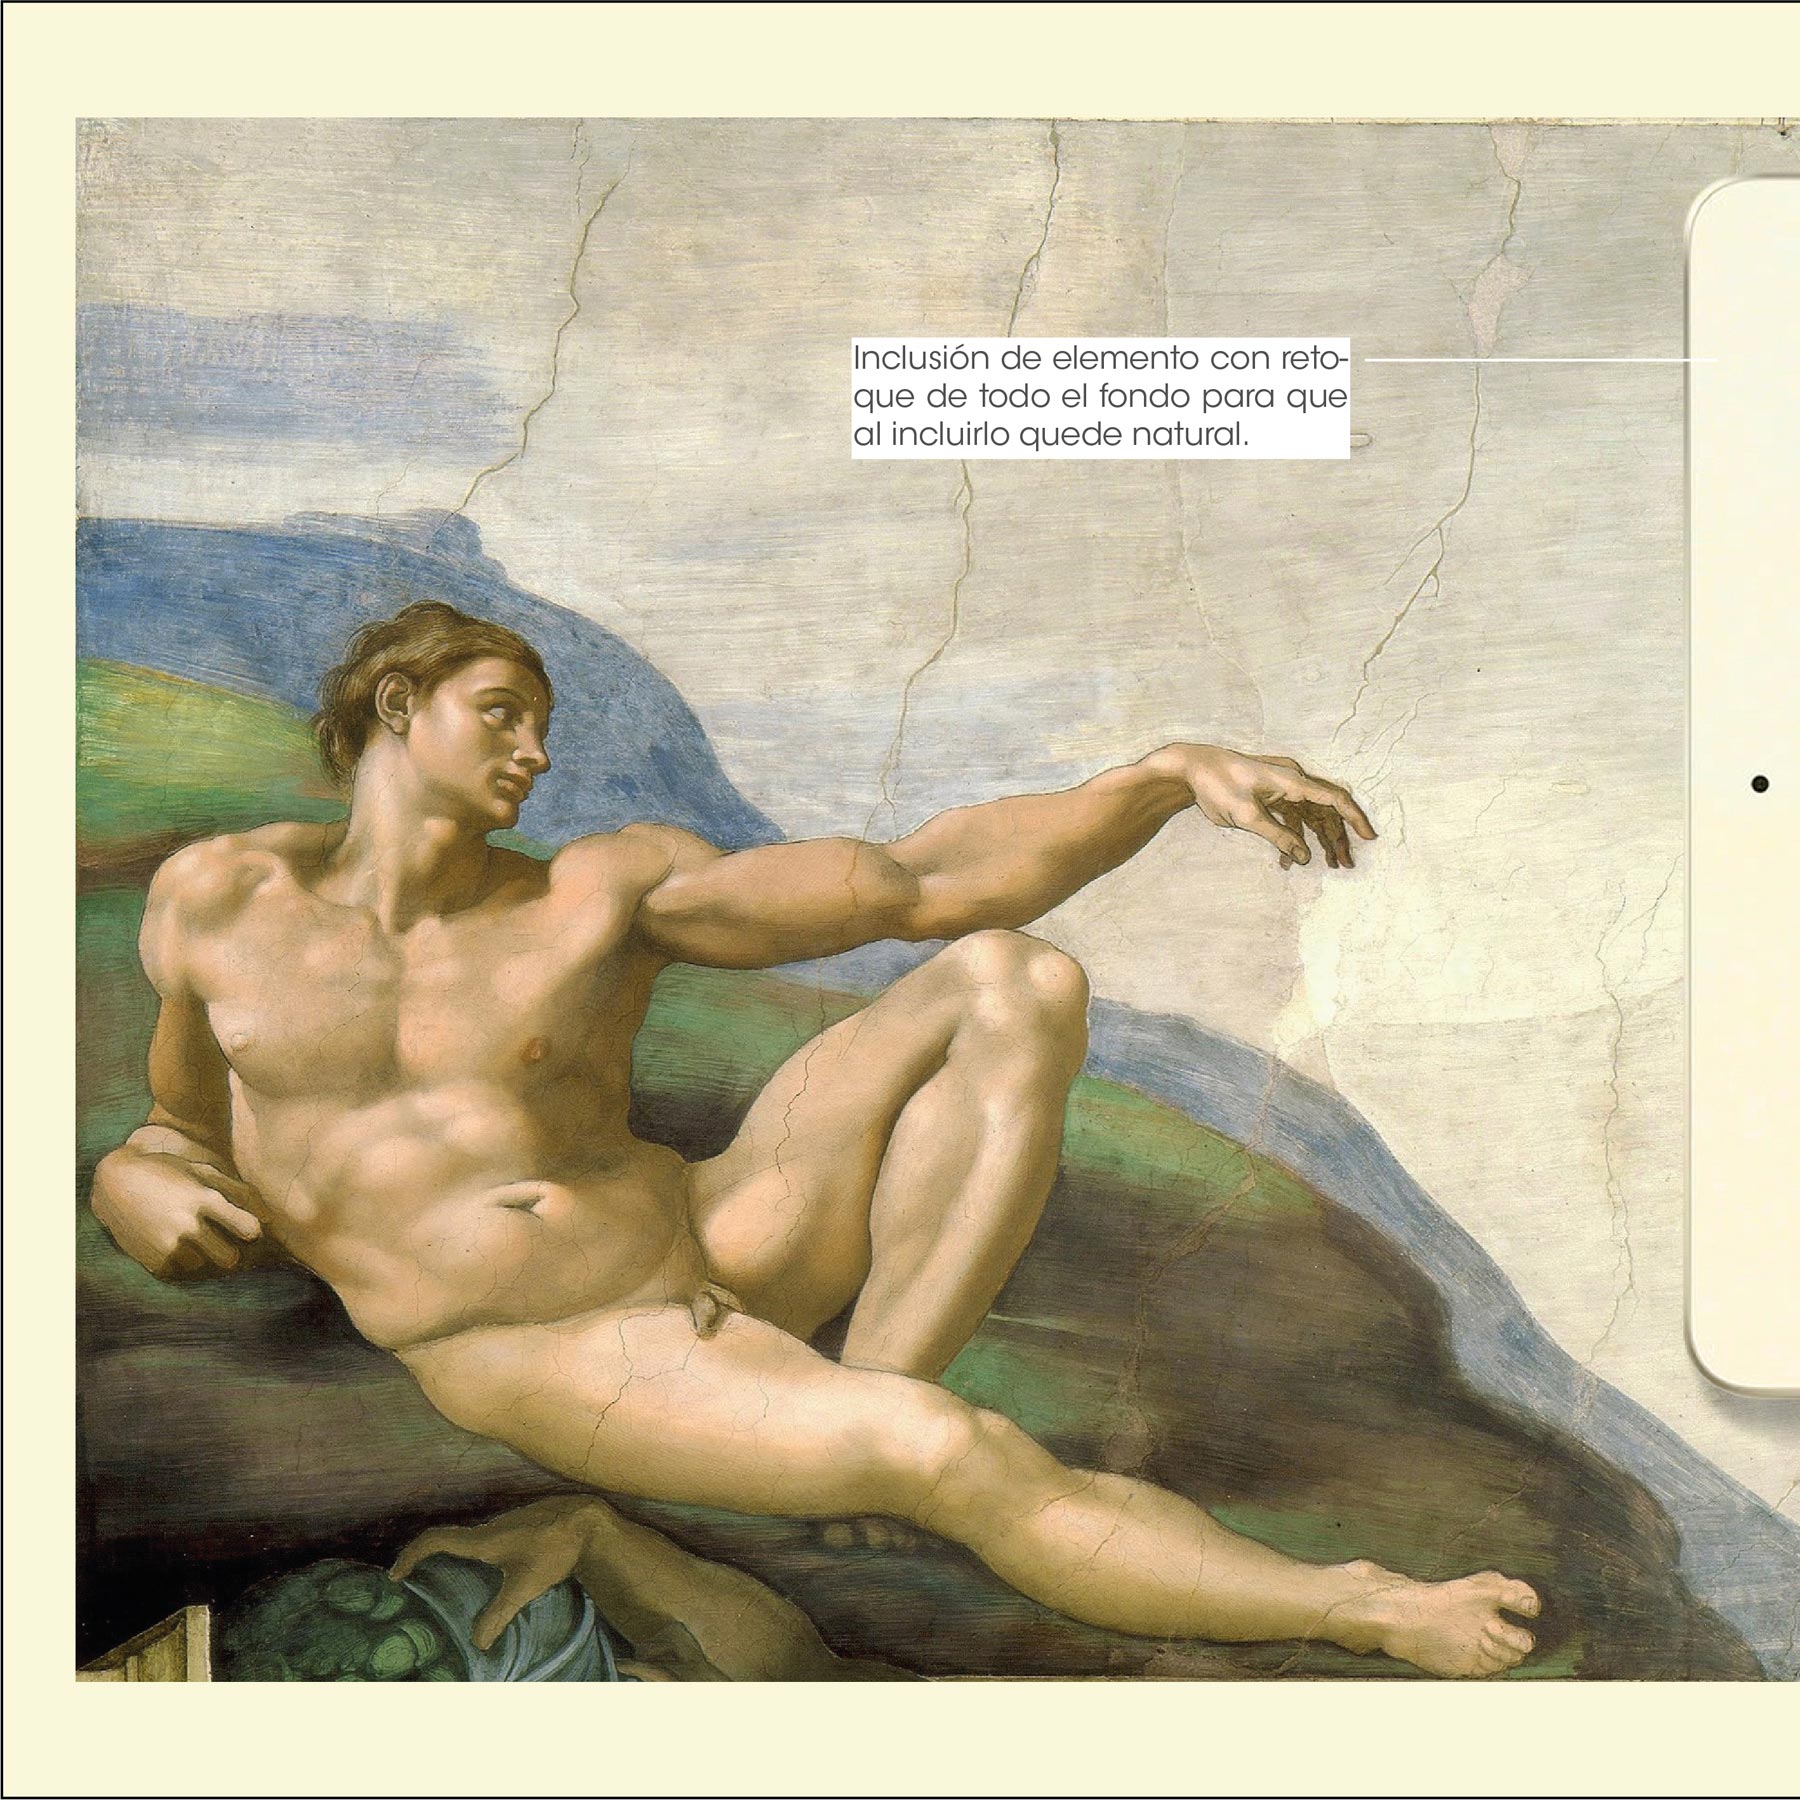 Inclusión de elemento con reto-
que de todo el fondo para que
al incluirlo quede natural.